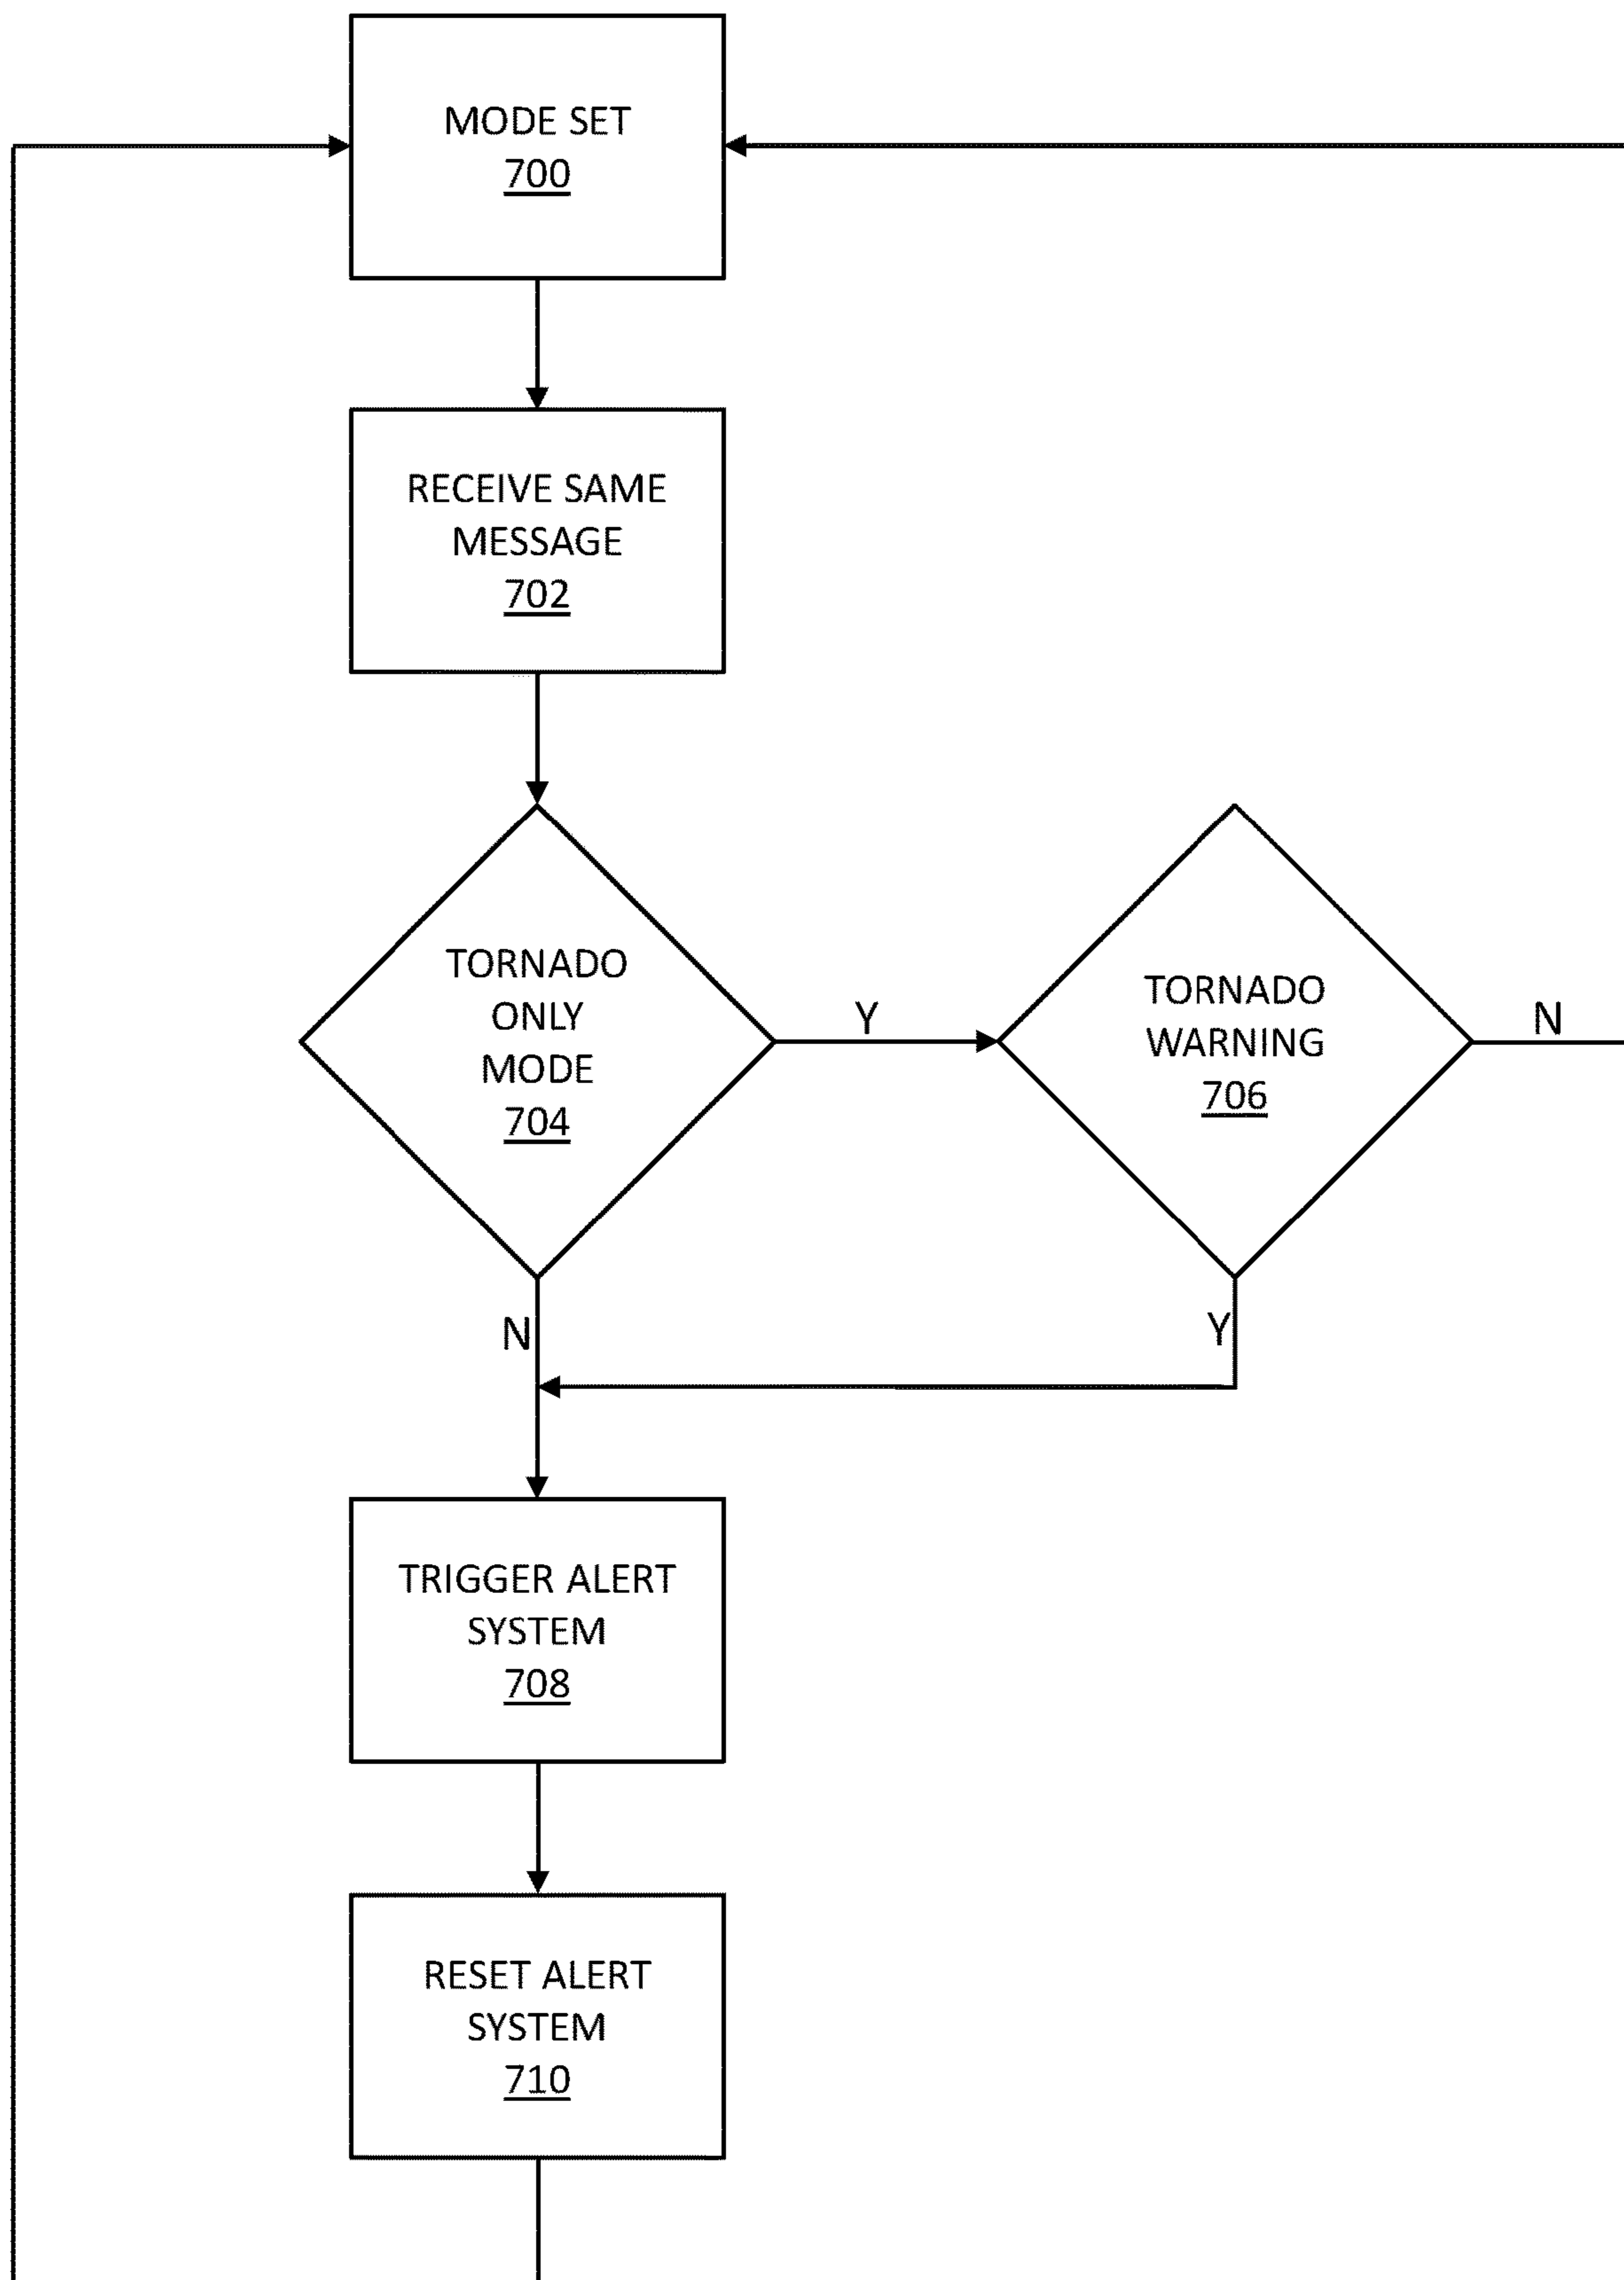 MODE SET
700
RECEIVE SAME
MESSAGE
702
TORNADO
ONLY
MODE
704
Y
TORNADO
WARNING
706
N
N
Y
TRIGGER ALERT
SYSTEM
708
RESET ALERT
SYSTEM
710